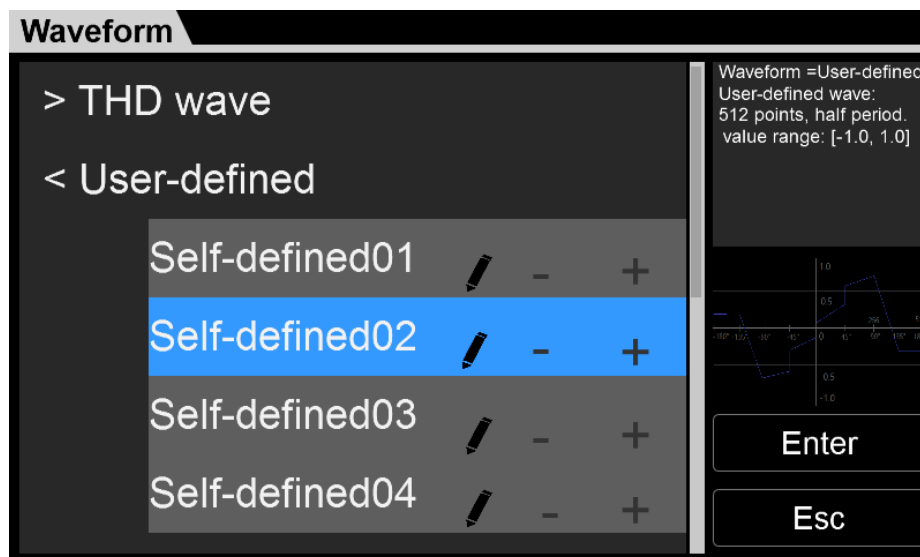 Waveform
> THD wave
< User-defined
Self-defined01
- +
Self-defined02
- +
Self-defined03
- +
Self-defined04
- +
Waveform =User-defined
User-defined wave:
512 points, half period.
value range: [-1.0, 1.0]
1.0
0.5
256
0
0.5
-1.0
Enter
Esc